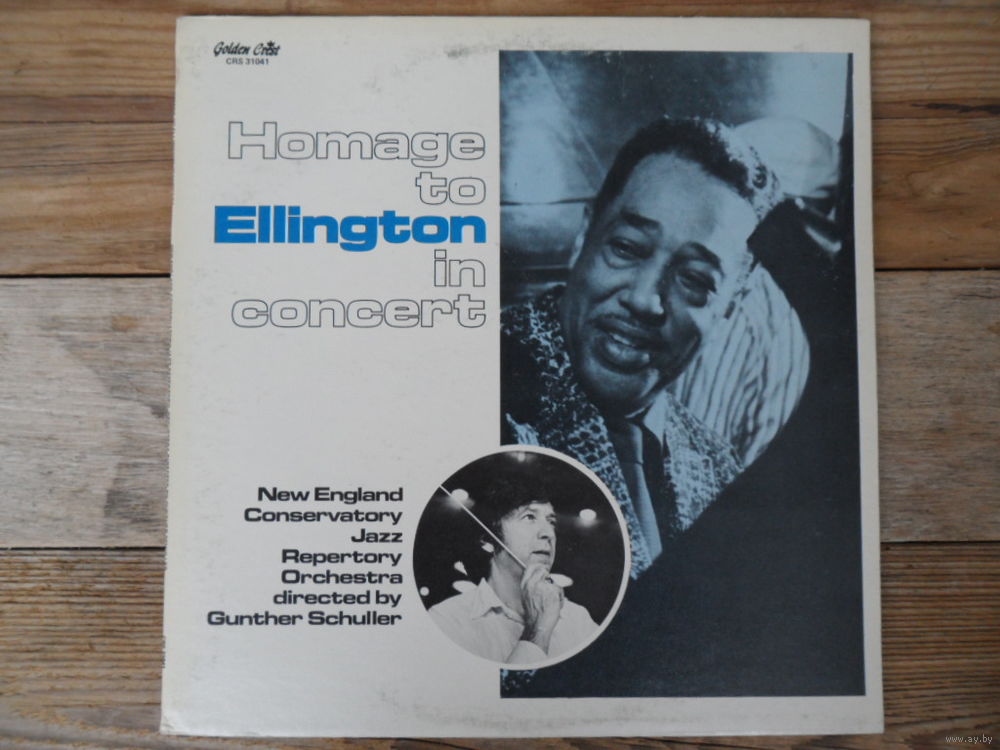 Golden Crest
CRS 31041
Homage
to
Ellington
in
concert
New England
Conservatory
Jazz
Repertory
Orchestra
directed by
Gunther Schuller
www.ay.by